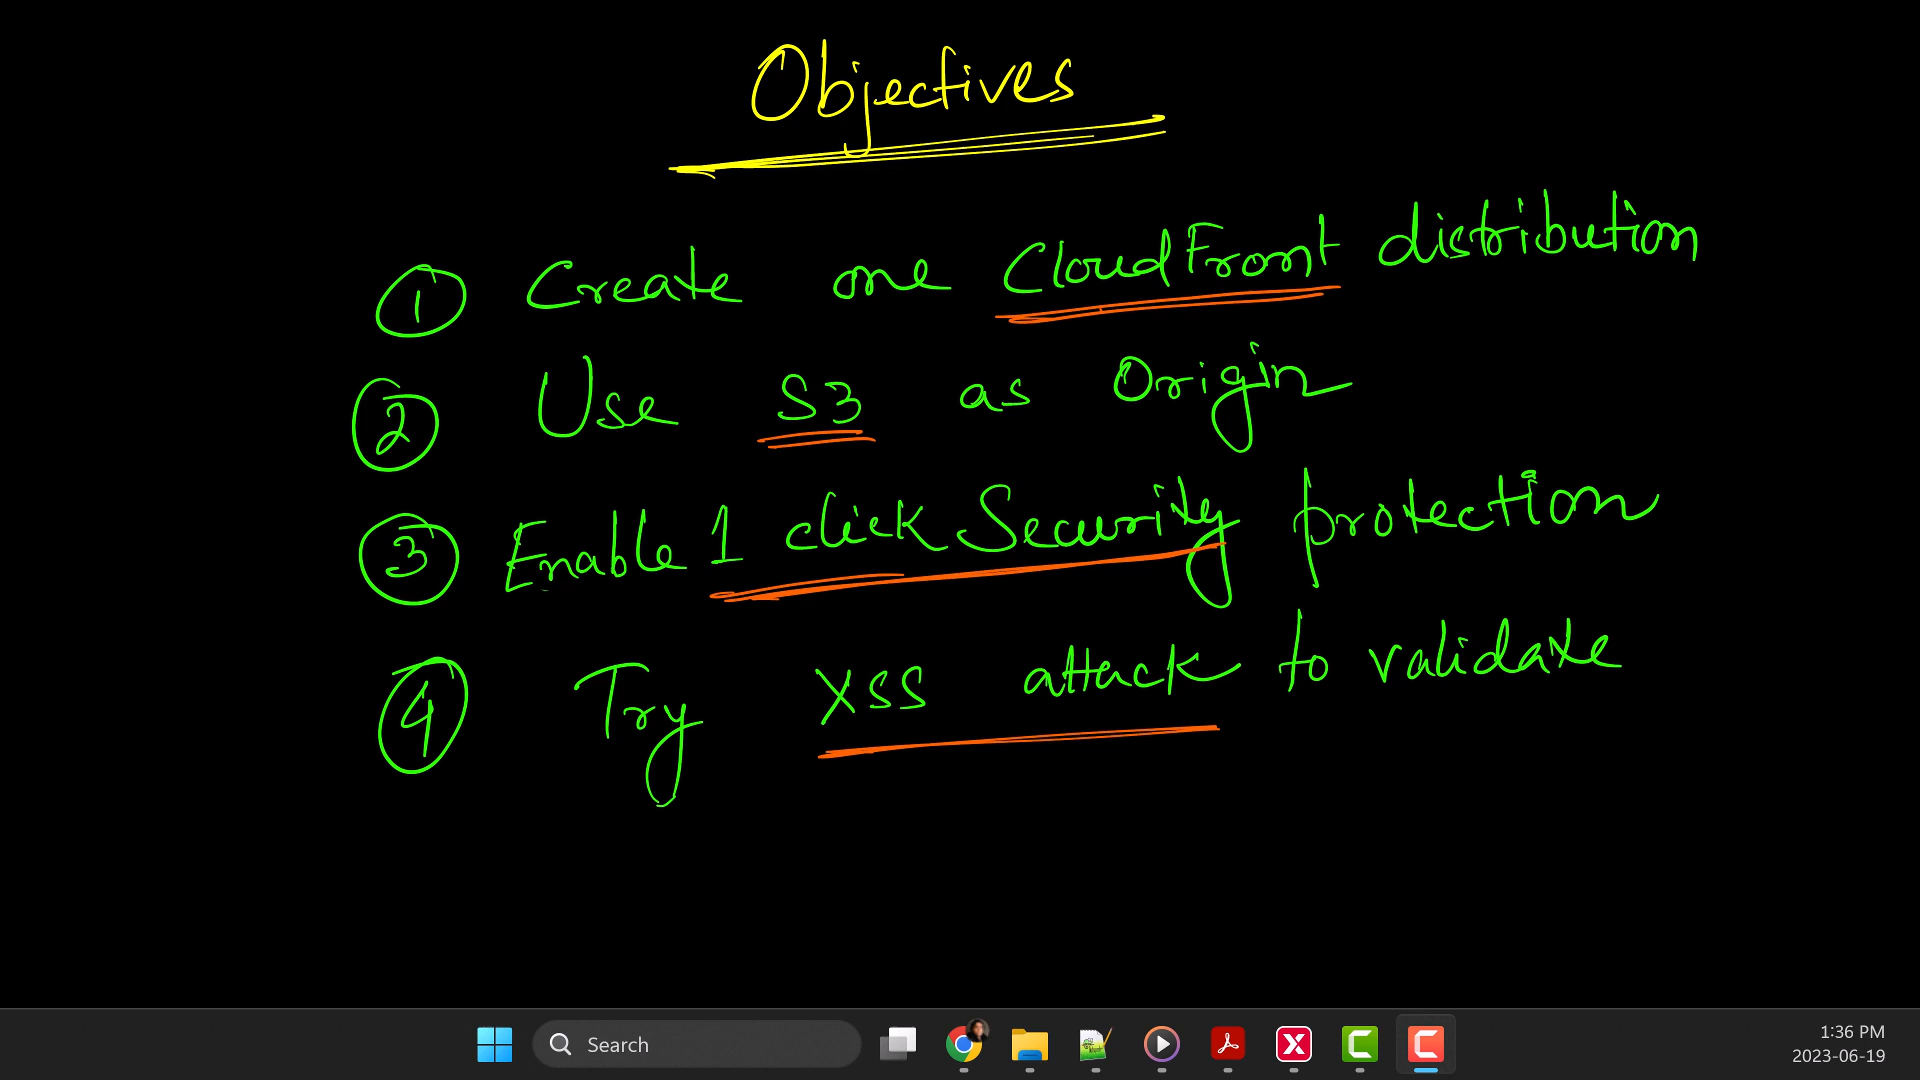 Objectives
1 Create one CloudFront distribution
2 Use S3 as Origin
3 Enable 1 click Security protection
4 Try XSS attack to validate
Search
1:36 PM
2023-06-19